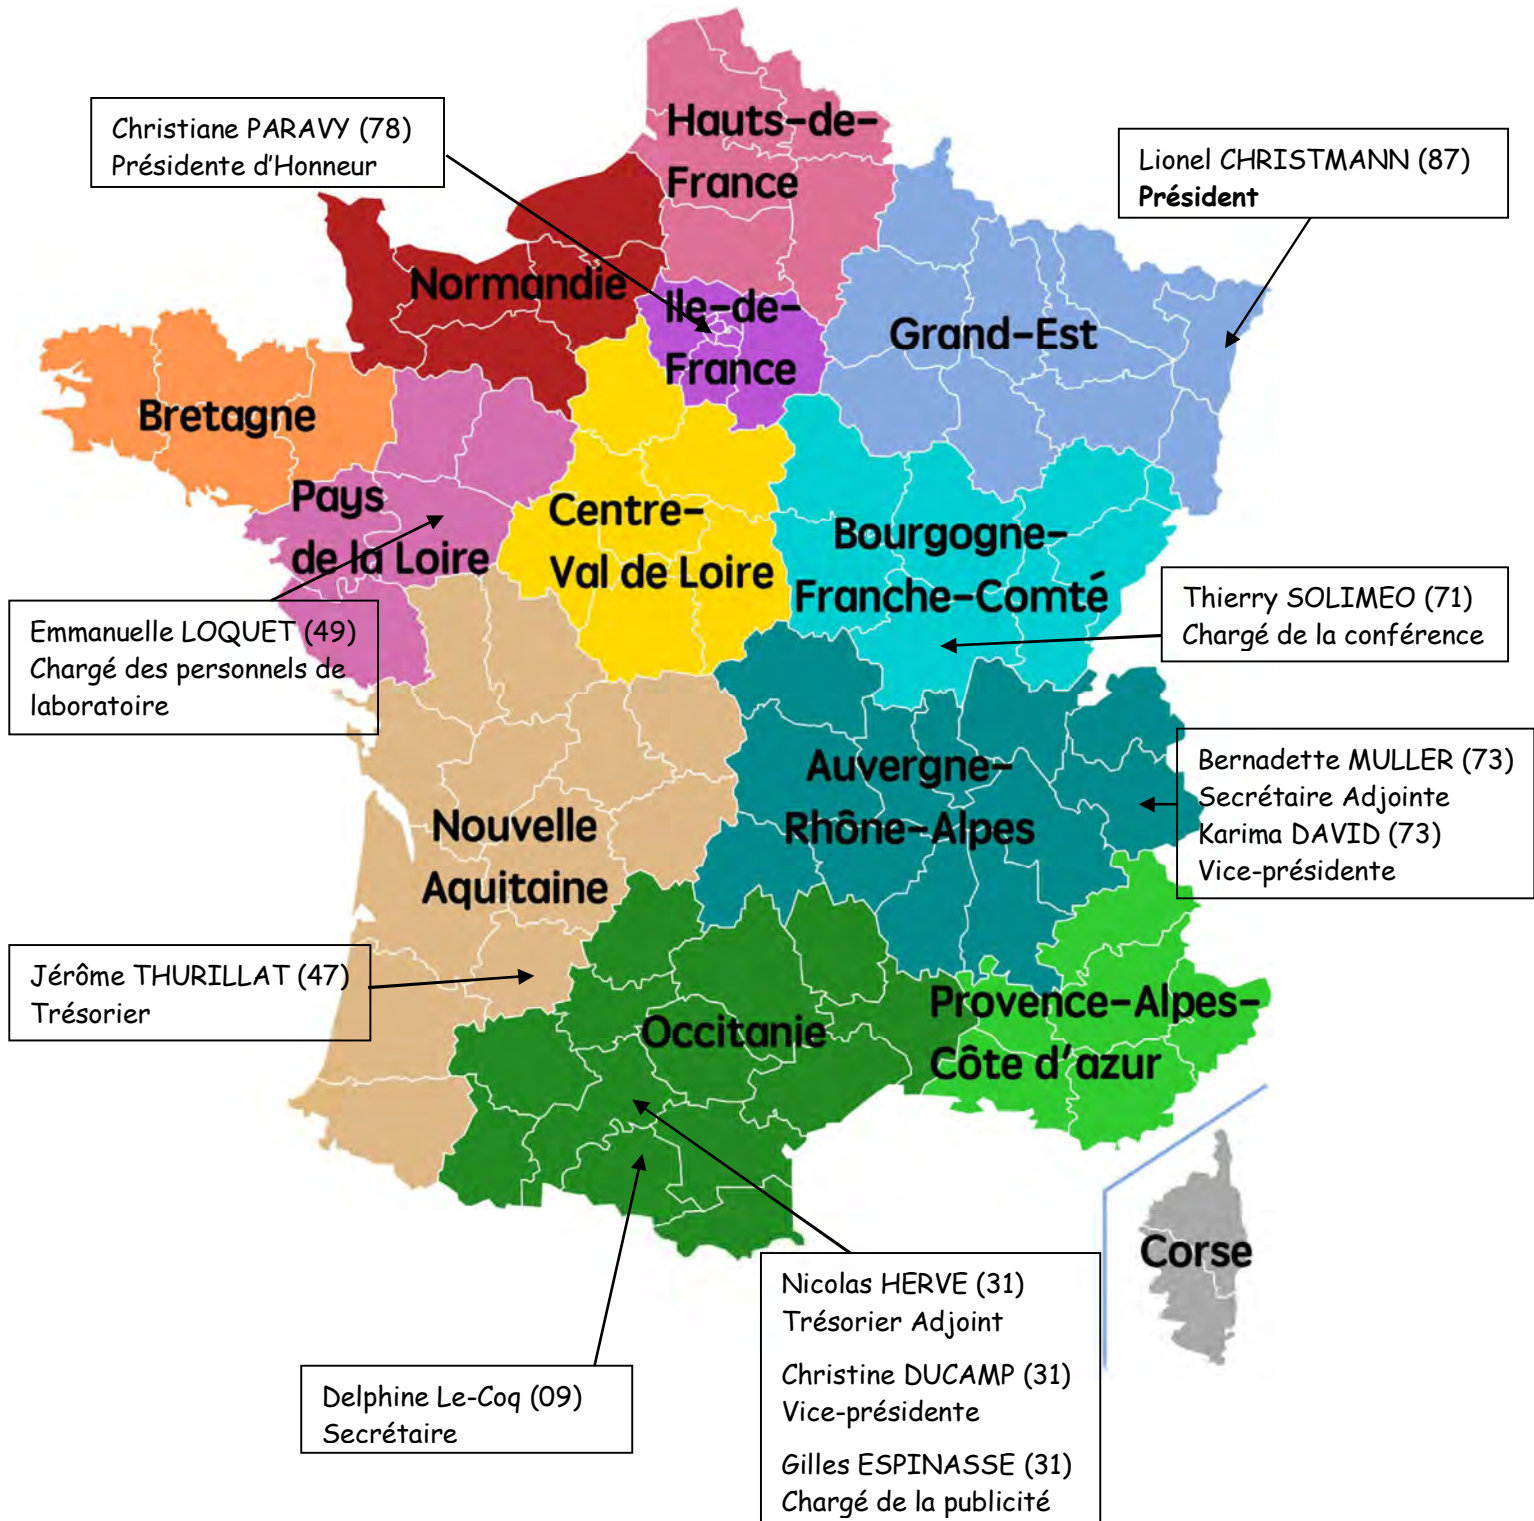 Hauts-de-
France
Christiane PARAVY (78)
Présidente d'Honneur
Lionel CHRISTMANN (87)
Président
Normandie
Ile-de-
France
Grand-Est
Bretagne
Pays
de la Loire
Centre-
Val de Loire
Bourgogne-
Franche-Comté
Thierry SOLIMEO (71)
Chargé de la conférence
Emmanuelle LOQUET (49)
Chargé des personnels de
laboratoire
Auvergne-
Rhône-Alpes
Bernadette MULLER (73)
Secrétaire Adjointe
Karima DAVID (73)
Vice-présidente
Nouvelle
Aquitaine
Jérôme THURILLAT (47)
Trésorier
Occitanie
Provence-Alpes-
Côte d'azur
Corse
Nicolas HERVE (31)
Trésorier Adjoint
Christine DUCAMP (31)
Vice-présidente
Gilles ESPINASSE (31)
Chargé de la publicité
Delphine Le-Coq (09)
Secrétaire